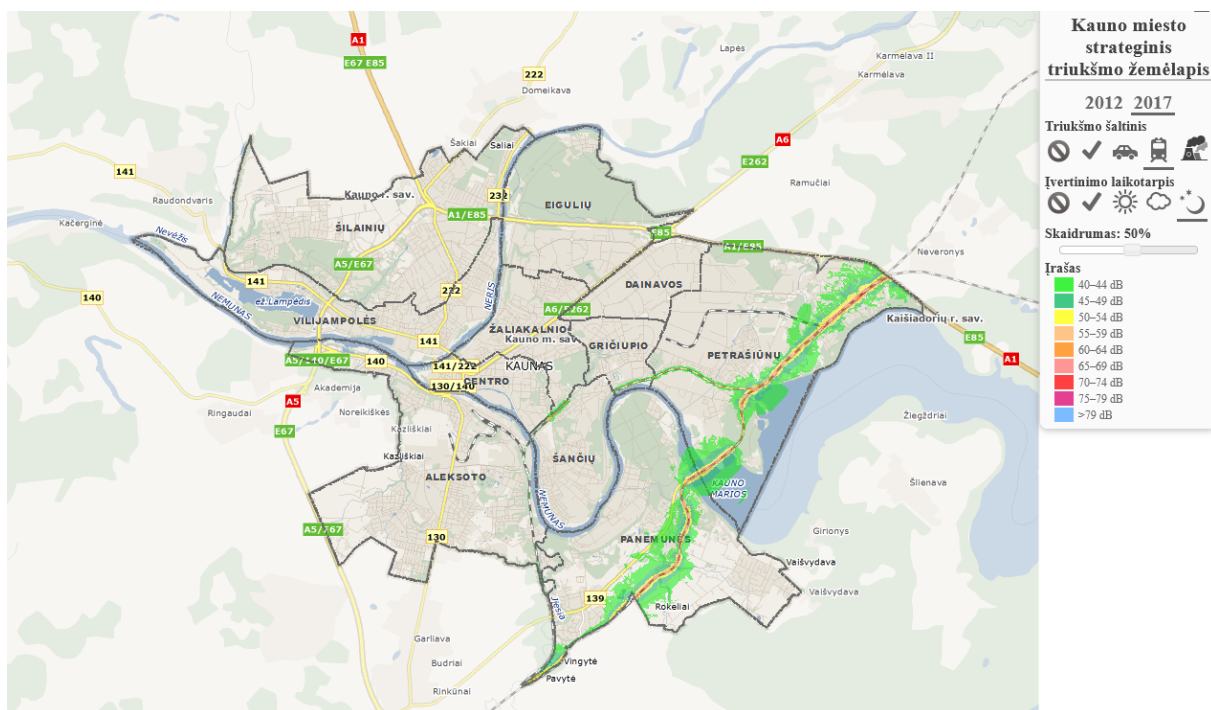 Kauno miesto
strateginis
triukšmo žemėlapis
2012 2017
Triukšmo šaltinis
Įvertinimo laikotarpis
Skaidrumas: 50%
Įrašas
40–44 dB
45–49 dB
50–54 dB
55–59 dB
60–64 dB
65–69 dB
70–74 dB
75–79 dB
>79 dB
A1
E67 E85
Lapės
Karmėlava II
Karmėlava
222
Domeikava
A6
Šakiai
Saliai
E262
141
Raudondvaris
Kauno r. sav.
232
Ramučiai
EIGULIŲ
A1/E85
Kačerginė
Nevėžis
ŠILAINIŲ
E85
A1/E85
Neveronys
A5/E67
141
DAINAVOS
140
NEMUNAS
ež.Lampėdis
222
NERIS
A6/E262
VILIJAMPOLĖS
ŽALIAKALNIO
Kauno m. sav.
Kaišiadorių r. sav.
141
GRIČIUPIO
E85
PETRAŠIŪNŲ
A5/140/E67
140
141/222
KAUNAS
A1
CENTRO
130/140
Akademija
A5
Ringaudai
Noreikiškės
E67
Kazliškiai
Žiegždriai
Kazliškiai
ŠANČIŲ
ALEKSOTO
KAUNO
MARIOS
Šlienava
NEMUNAS
A5/E67
130
PANEMUNĖS
Girionys
Vaišvydava
Vaišvydava
139
Jiesia
Rokeliai
Garliava
Budriai
Vingytė
Pavytė
Rinkūnai